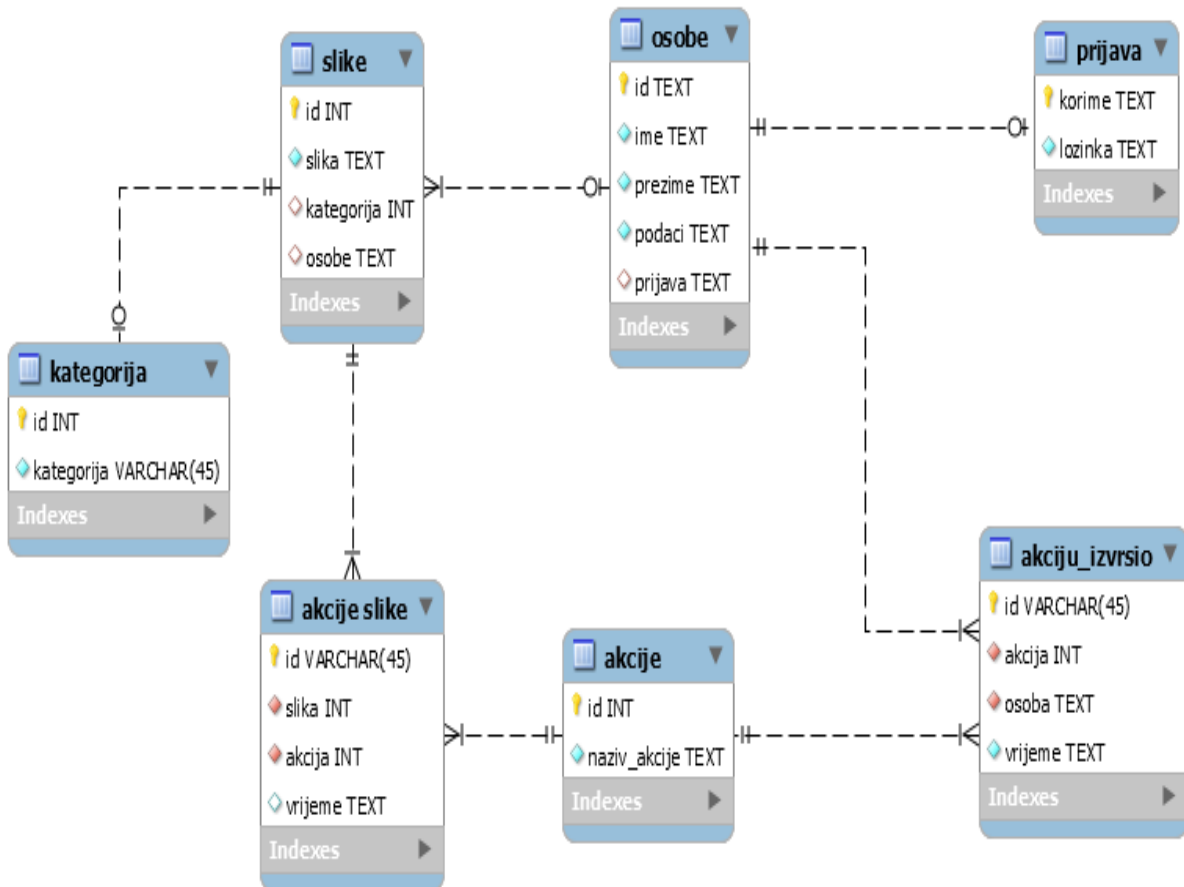 slike
id INT
slika TEXT
kategorija INT
osobe TEXT
Indexes
osobe
id TEXT
ime TEXT
prezime TEXT
podaci TEXT
prijava TEXT
Indexes
prijava
korime TEXT
lozinka TEXT
Indexes
kategorija
id INT
kategorija VARCHAR(45)
Indexes
akcije slike
id VARCHAR(45)
slika INT
akcija INT
vrijeme TEXT
Indexes
akcije
id INT
naziv_akcije TEXT
Indexes
akciju_izvrsio
id VARCHAR(45)
akcija INT
osoba TEXT
vrijeme TEXT
Indexes